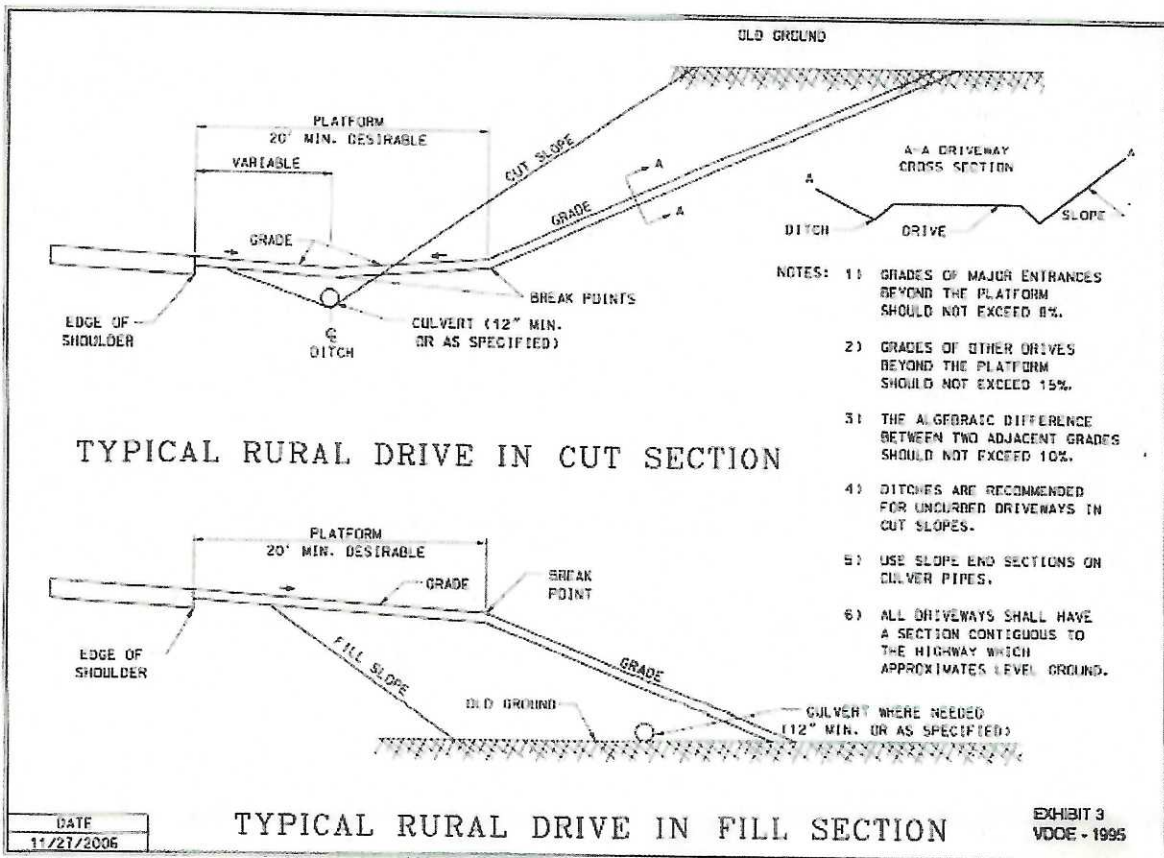 OLD GROUND
PLATFORM
20' MIN. DESIRABLE
VARIABLE
CUT SLOPE
GRADE
A
A
GRADE
EDGE OF
SHOULDER
BREAK POINTS
CULVERT (12" MIN.
OR AS SPECIFIED)
℄
DITCH
A-A DRIVEWAY
CROSS SECTION
A
A
DITCH
DRIVE
SLOPE
TYPICAL RURAL DRIVE IN CUT SECTION
NOTES: 1) GRADES OF MAJOR ENTRANCES
BEYOND THE PLATFORM
SHOULD NOT EXCEED 8%.
2) GRADES OF OTHER DRIVES
BEYOND THE PLATFORM
SHOULD NOT EXCEED 15%.
3) THE ALGEBRAIC DIFFERENCE
BETWEEN TWO ADJACENT GRADES
SHOULD NOT EXCEED 10%.
4) DITCHES ARE RECOMMENDED
FOR UNCURBED DRIVEWAYS IN
CUT SLOPES.
5) USE SLOPE END SECTIONS ON
CULVER PIPES.
6) ALL DRIVEWAYS SHALL HAVE
A SECTION CONTIGUOUS TO
THE HIGHWAY WHICH
APPROXIMATES LEVEL GROUND.
PLATFORM
20' MIN. DESIRABLE
GRADE
BREAK
POINT
EDGE OF
SHOULDER
FILL SLOPE
GRADE
OLD GROUND
CULVERT WHERE NEEDED
(12" MIN. OR AS SPECIFIED)
TYPICAL RURAL DRIVE IN FILL SECTION
DATE
11/27/2006
EXHIBIT 3
VDOE - 1995